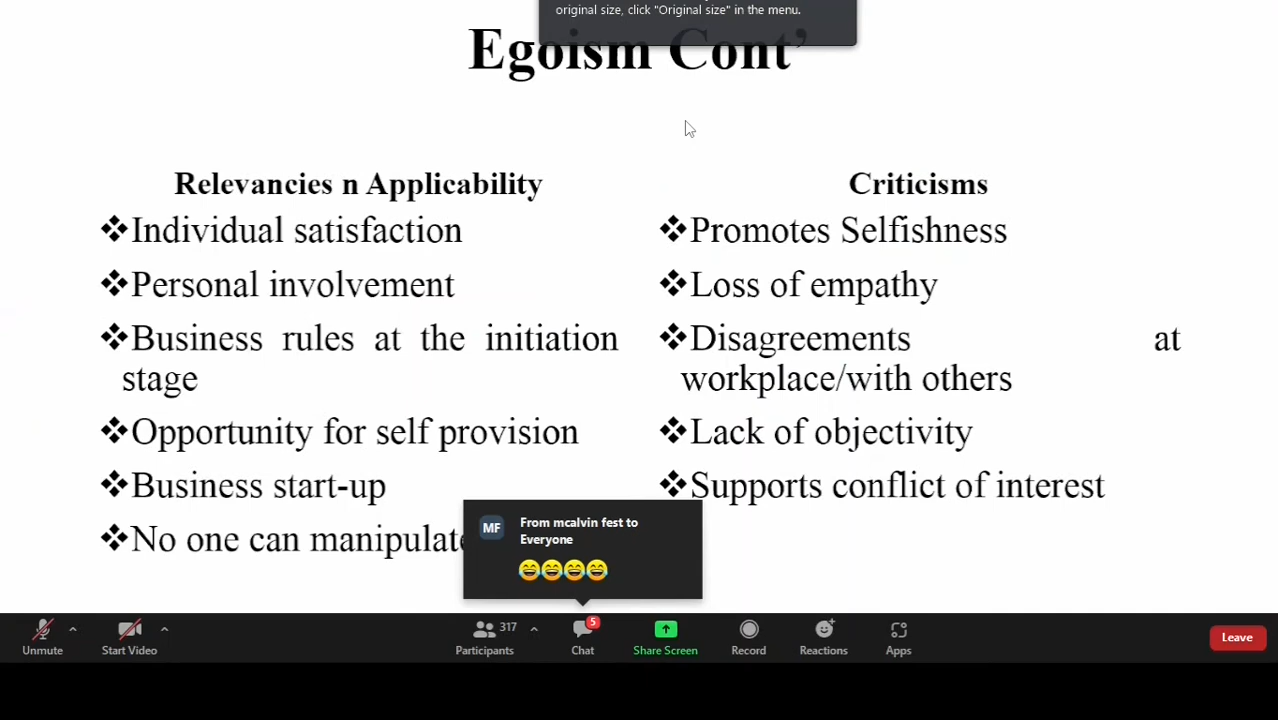 original size, click "Original size" in the menu.
Egoism Cont’
Relevancies n Applicability
❖Individual satisfaction
❖Personal involvement
❖Business rules at the initiation
stage
❖Opportunity for self provision
❖Business start-up
❖No one can manipulate
Criticisms
❖Promotes Selfishness
❖Loss of empathy
❖Disagreements at
workplace/with others
❖Lack of objectivity
❖Supports conflict of interest
MF
From mcalvin fest to
Everyone
😂😂😂😂
Unmute
Start Video
317
Participants
5
Chat
Share Screen
Record
Reactions
Apps
Leave